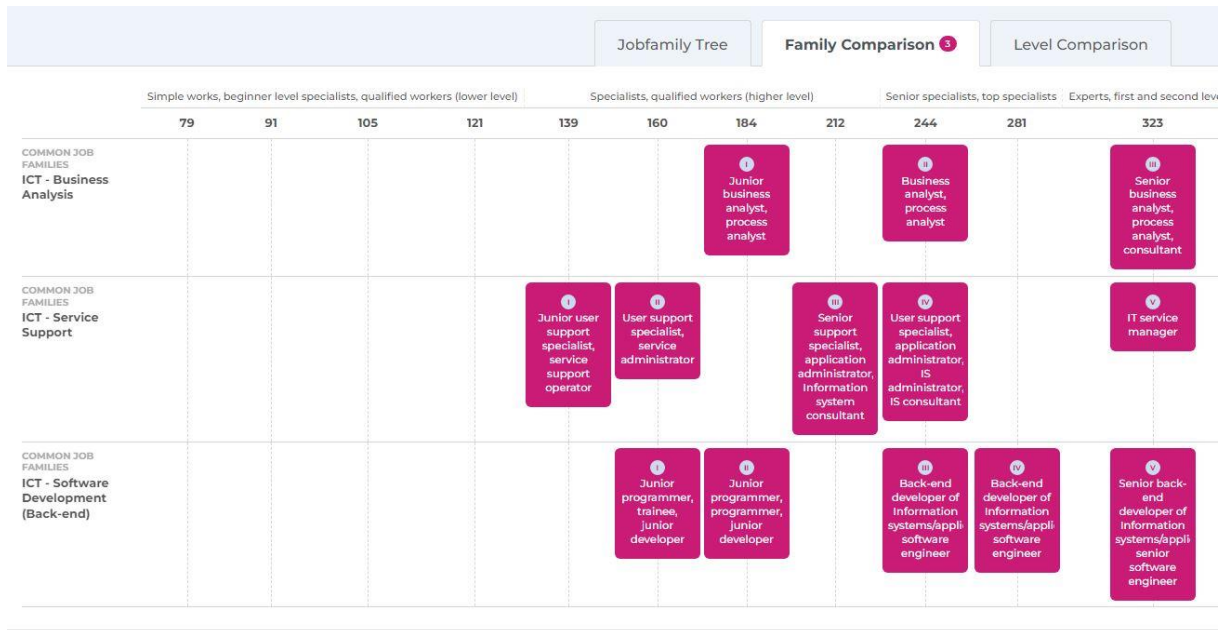 Jobfamily Tree
Family Comparison 3
Level Comparison
Simple works, beginner level specialists, qualified workers (lower level)
Specialists, qualified workers (higher level)
Senior specialists, top specialists
Experts, first and second leve
79 91 105 121 139 160 184 212 244 281 323
COMMON JOB
FAMILIES
ICT - Business
Analysis
I
Junior
business
analyst,
process
analyst
II
Business
analyst,
process
analyst
III
Senior
business
analyst,
process
analyst,
consultant
COMMON JOB
FAMILIES
ICT - Service
Support
I
Junior user
support
specialist,
service
support
operator
II
User support
specialist,
service
administrator
III
Senior
support
specialist,
application
administrator,
Information
system
consultant
IV
User support
specialist,
application
administrator,
IS
administrator,
IS consultant
V
IT service
manager
COMMON JOB
FAMILIES
ICT - Software
Development
(Back-end)
I
Junior
programmer,
trainee,
junior
developer
II
Junior
programmer,
programmer,
junior
developer
III
Back-end
developer of
Information
systems/appli
software
engineer
IV
Back-end
developer of
Information
systems/appli
software
engineer
V
Senior back-
end
developer of
Information
systems/appli
senior
software
engineer